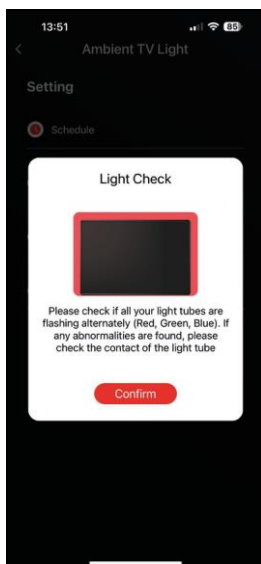 13:51
85
Ambient TV Light
Setting
Schedule
Light Check
Please check if all your light tubes are
flashing alternately (Red, Green, Blue). If
any abnormalities are found, please
check the contact of the light tube
Confirm